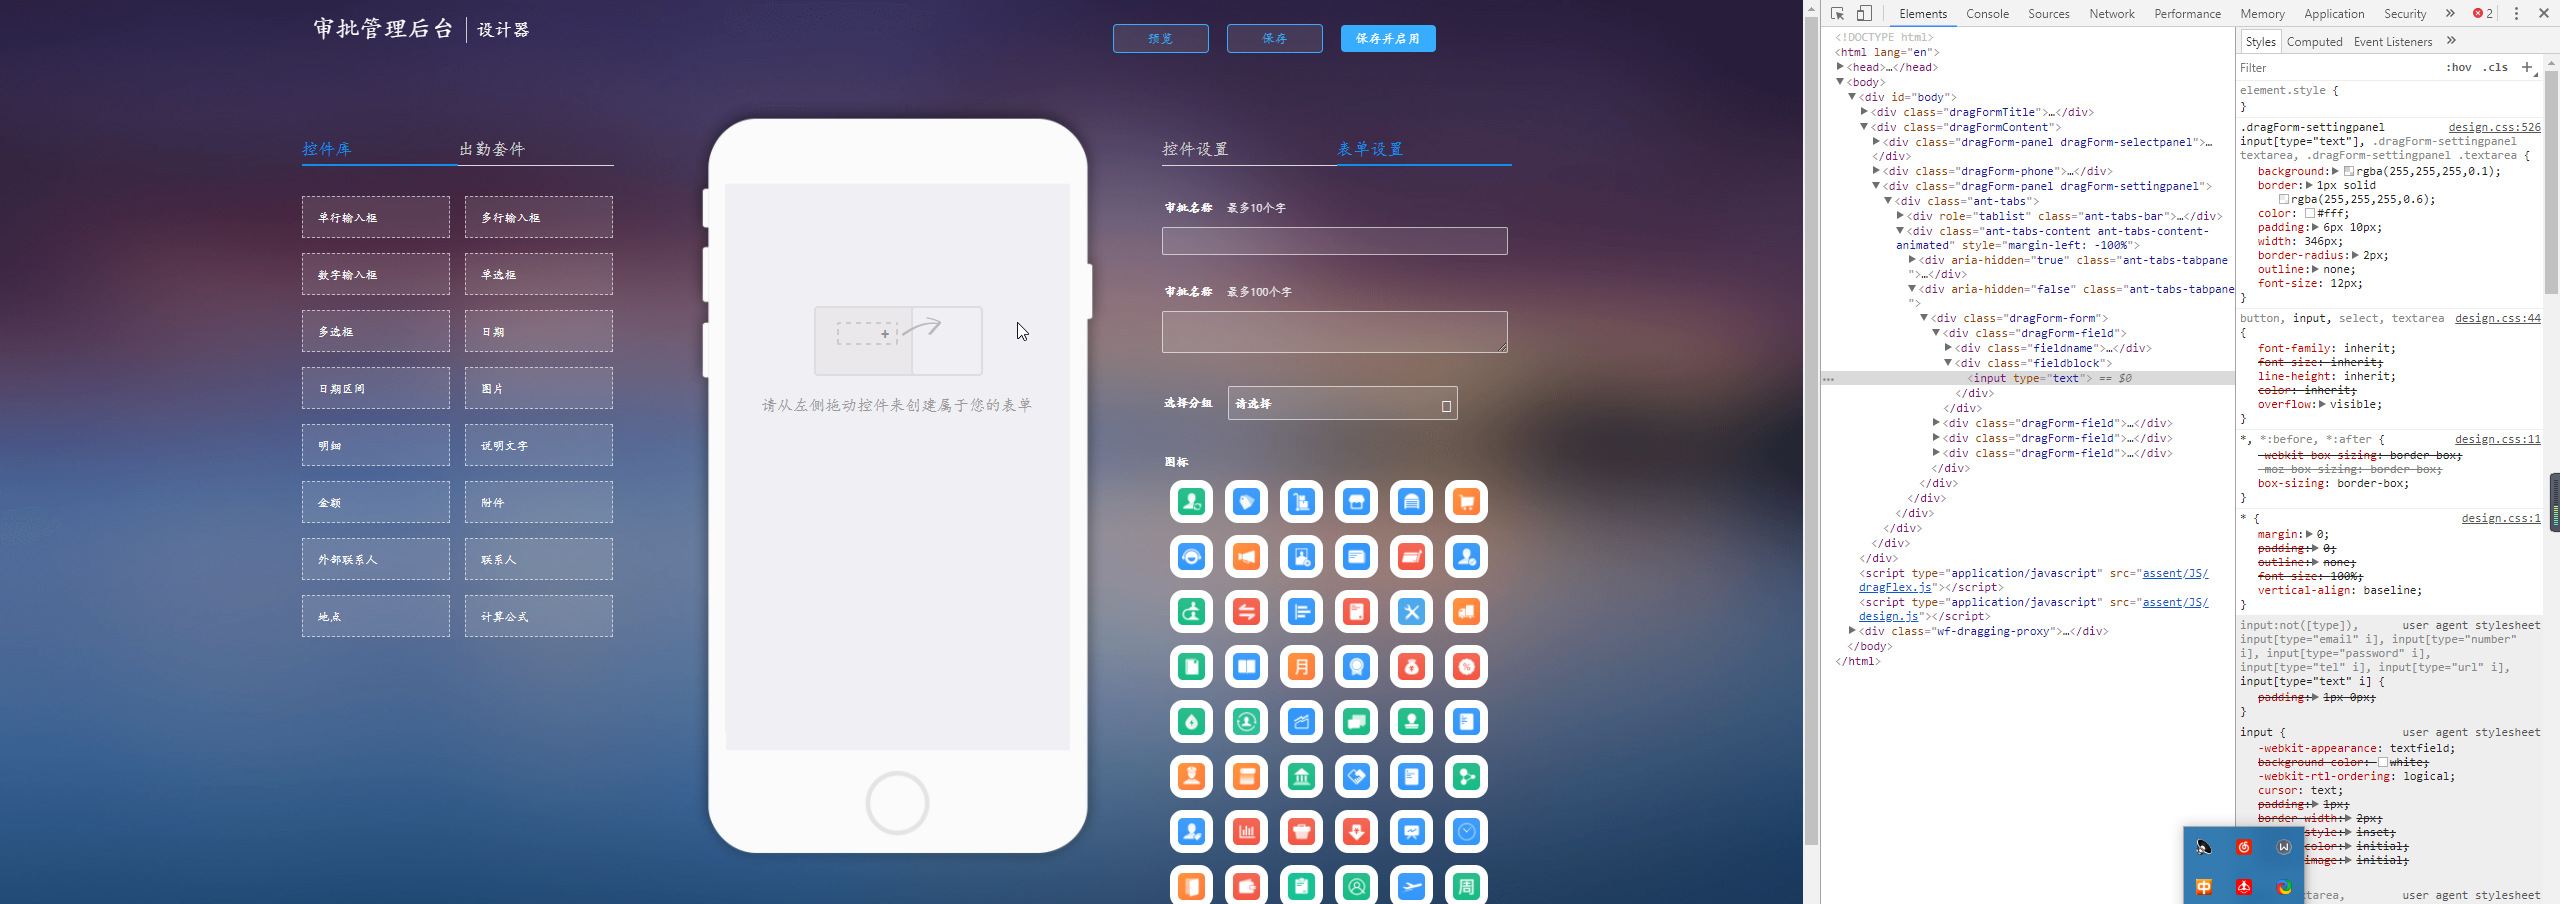 审批管理后台 设计器
预览
保存
保存并启用
控件库
出勤套件
单行输入框
多行输入框
数字输入框
单选框
多选框
日期
日期区间
图片
明细
说明文字
金额
附件
外部联系人
联系人
地点
计算公式
请从左侧拖动控件来创建属于您的表单
控件设置
表单设置
审批名称 最多10个字
审批名称 最多100个字
选择分组 请选择
图标
月
周
Elements Console Sources Network Performance Memory Application Security » 2
<!DOCTYPE html>
<html lang="en">
<head>…</head>
<body>
<div id="body">
<div class="dragFormTitle">…</div>
<div class="dragFormContent">
<div class="dragForm-panel dragForm-selectpanel">…
</div>
<div class="dragForm-phone">…</div>
<div class="dragForm-panel dragForm-settingpanel">
<div class="ant-tabs">
<div role="tablist" class="ant-tabs-bar">…</div>
<div class="ant-tabs-content ant-tabs-content-
animated" style="margin-left: -100%">
<div aria-hidden="true" class="ant-tabs-tabpane
">…</div>
<div aria-hidden="false" class="ant-tabs-tabpane
">
<div class="dragForm-form">
<div class="dragForm-field">
<div class="fieldname">…</div>
<div class="fieldblock">
… <input type="text"> == $0
</div>
</div>
<div class="dragForm-field">…</div>
<div class="dragForm-field">…</div>
<div class="dragForm-field">…</div>
</div>
</div>
</div>
</div>
</div>
</div>
</div>
<script type="application/javascript" src="assent/JS/
dragFlex.js"></script>
<script type="application/javascript" src="assent/JS/
design.js"></script>
<div class="wf-dragging-proxy">…</div>
</body>
</html>
Styles Computed Event Listeners »
Filter :hov .cls +
element.style {
}
.dragForm-settingpanel design.css:526
input[type="text"], .dragForm-settingpanel
textarea, .dragForm-settingpanel .textarea {
background: rgba(255,255,255,0.1);
border: 1px solid
rgba(255,255,255,0.6);
color: #fff;
padding: 6px 10px;
width: 346px;
border-radius: 2px;
outline: none;
font-size: 12px;
}
button, input, select, textarea design.css:44
{
font-family: inherit;
font-size: inherit;
line-height: inherit;
color: inherit;
overflow: visible;
}
*, *:before, *:after { design.css:11
-webkit-box-sizing: border-box;
-moz-box-sizing: border-box;
box-sizing: border-box;
}
* { design.css:1
margin: 0;
padding: 0;
outline: none;
font-size: 100%;
vertical-align: baseline;
}
input:not([type]), user agent stylesheet
input[type="email" i], input[type="number"
i], input[type="password" i],
input[type="tel" i], input[type="url" i],
input[type="text" i] {
padding: 1px 0px;
}
input { user agent stylesheet
-webkit-appearance: textfield;
background-color: white;
-webkit-rtl-ordering: logical;
cursor: text;
padding: 1px;
border-width: 2px;
style: inset;
color: initial;
image: initial;
}
tarea, user agent stylesheet
中